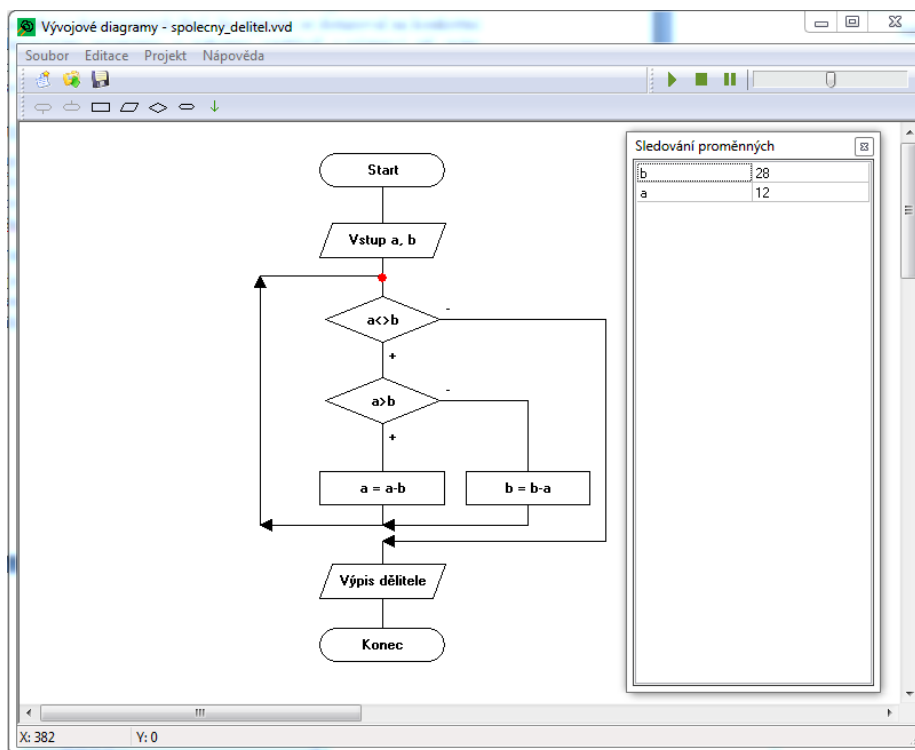 Vývojové diagramy - spolecny_delitel.vvd
Soubor Editace Projekt Nápověda
Sledování proměnných
b 28
a 12
Start
Vstup a, b
a<>b
-
+
a>b
-
+
a = a-b
b = b-a
Výpis dělitele
Konec
X: 382 Y: 0